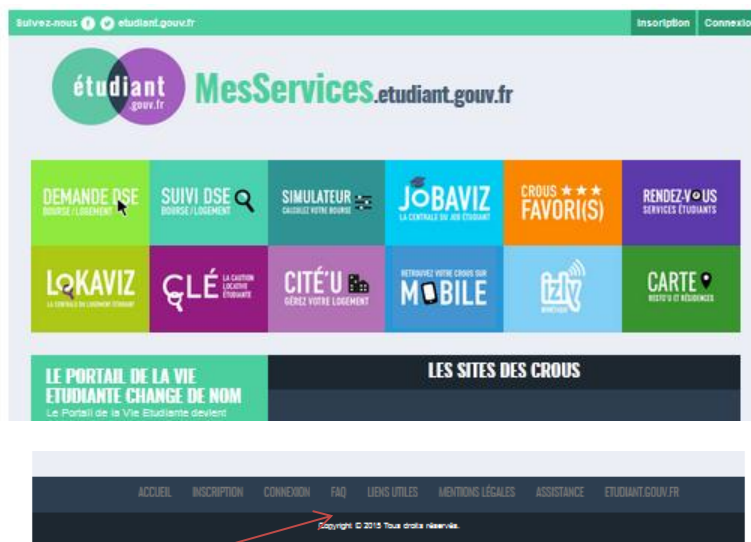 Suivez-nous etudiant.gouv.fr Inscription Connexio
étudiant
.gouv.fr
MesServices.etudiant.gouv.fr
DEMANDE DSE
BOURSE / LOGEMENT
SUIVI DSE
BOURSE / LOGEMENT
SIMULATEUR
CALCULEZ VOTRE BOURSE
JOBAVIZ
LA CENTRALE DU JOB ÉTUDIANT
CROUS
FAVORI(S)
RENDEZ-VOUS
SERVICES ÉTUDIANTS
LOKAVIZ
LA CENTRALE DU LOGEMENT ÉTUDIANT
CLÉ
LA CAUTION
LOCATIVE
ÉTUDIANTE
CITÉ'U
GÉREZ VOTRE LOGEMENT
RETROUVEZ VOTRE CROUS SUR
MOBILE
izly
CARTE
RESTO'U ET RÉSIDENCES
LE PORTAIL DE LA VIE
ETUDIANTE CHANGE DE NOM
Le Portail de la Vie Etudiante devient
LES SITES DES CROUS
ACCUEIL INSCRIPTION CONNEXION FAQ LIENS UTILES MENTIONS LÉGALES ASSISTANCE ETUDIANT.GOUV.FR
Copyright © 2015 Tous droits réservés.